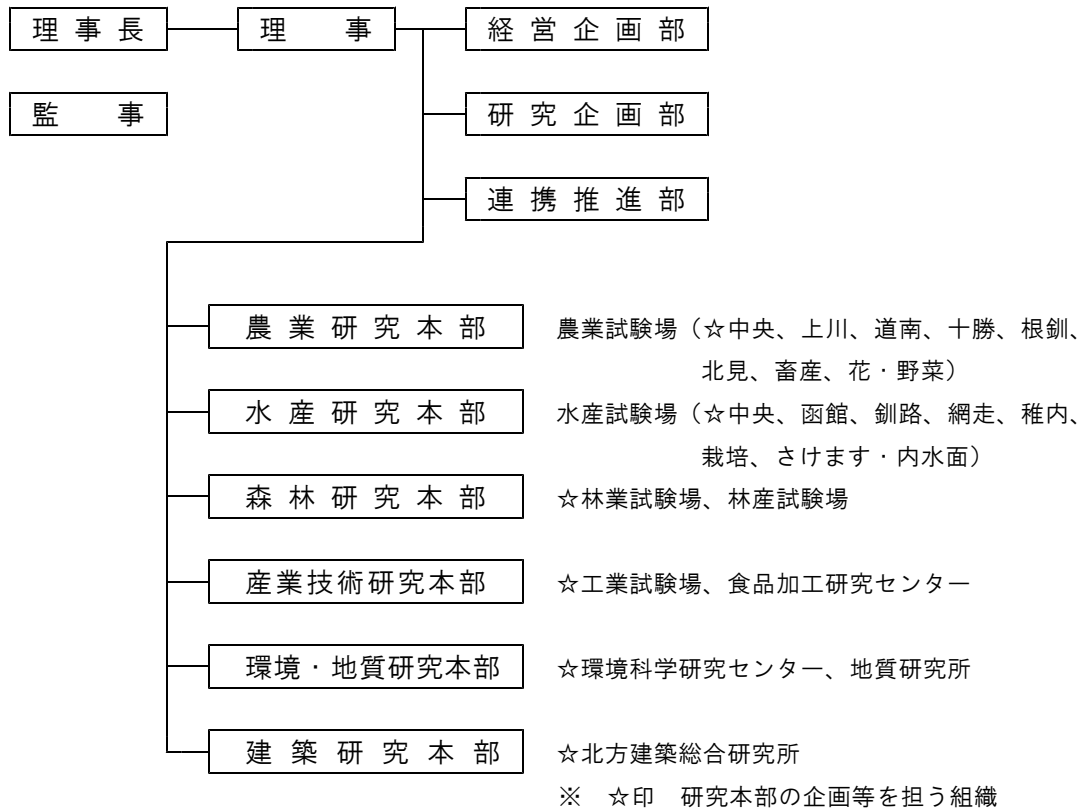 理事長 理 事 経営企画部
監 事 研究企画部
連携推進部
農業研究本部 農業試験場(☆中央、上川、道南、十勝、根釧、
北見、畜産、花・野菜)
水産研究本部 水産試験場(☆中央、函館、釧路、網走、稚内、
栽培、さけます・内水面)
森林研究本部 ☆林業試験場、林産試験場
産業技術研究本部 ☆工業試験場、食品加工研究センター
環境・地質研究本部 ☆環境科学研究センター、地質研究所
建築研究本部 ☆北方建築総合研究所
※ ☆印 研究本部の企画等を担う組織